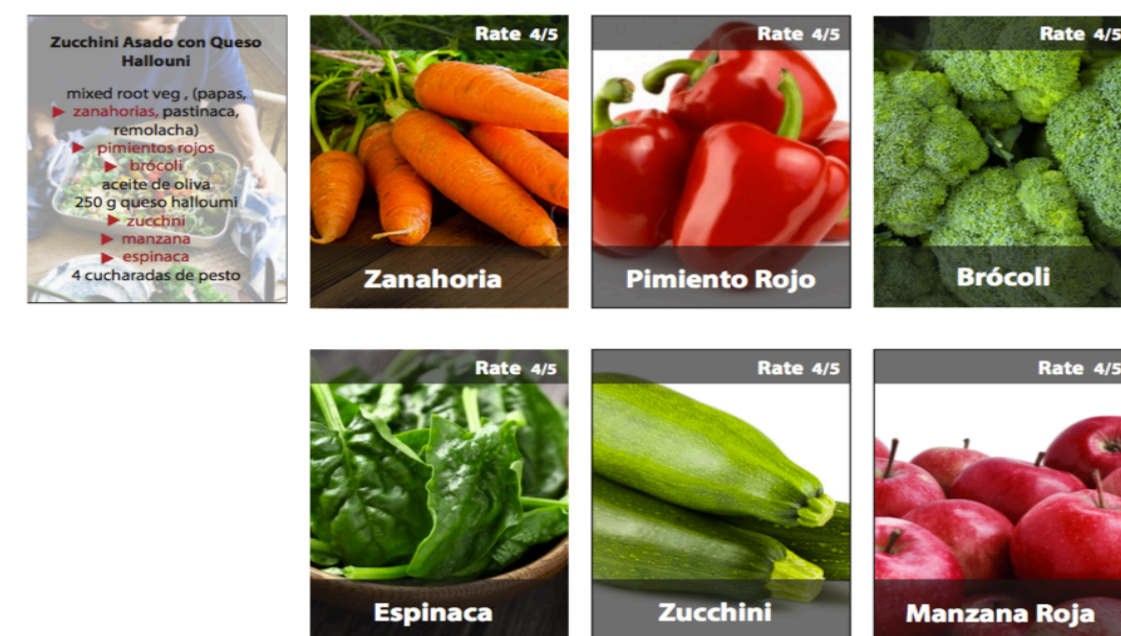 Zucchini Asado con Queso
Hallouni
mixed root veg , (papas,
zanahorias, pastinaca,
remolacha)
pimientos rojos
brócoli
aceite de oliva
250 g queso halloumi
zucchni
manzana
espinaca
4 cucharadas de pesto
Rate 4/5
Zanahoria
Rate 4/5
Pimiento Rojo
Rate 4/5
Brócoli
Rate 4/5
Espinaca
Rate 4/5
Zucchini
Rate 4/5
Manzana Roja